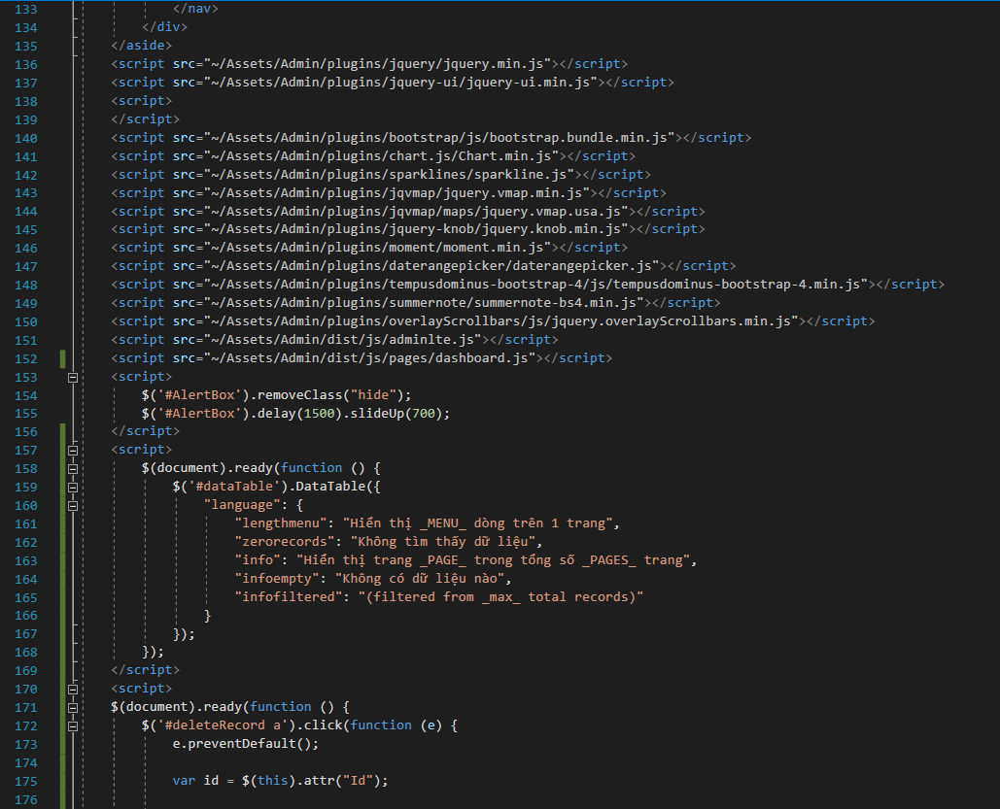 133 </nav>
134 </div>
135 </aside>
136 <script src="~/Assets/Admin/plugins/jquery/jquery.min.js"></script>
137 <script src="~/Assets/Admin/plugins/jquery-ui/jquery-ui.min.js"></script>
138 <script>
139 </script>
140 <script src="~/Assets/Admin/plugins/bootstrap/js/bootstrap.bundle.min.js"></script>
141 <script src="~/Assets/Admin/plugins/chart.js/Chart.min.js"></script>
142 <script src="~/Assets/Admin/plugins/sparklines/sparkline.js"></script>
143 <script src="~/Assets/Admin/plugins/jqvmap/jquery.vmap.min.js"></script>
144 <script src="~/Assets/Admin/plugins/jqvmap/maps/jquery.vmap.usa.js"></script>
145 <script src="~/Assets/Admin/plugins/jquery-knob/jquery.knob.min.js"></script>
146 <script src="~/Assets/Admin/plugins/moment/moment.min.js"></script>
147 <script src="~/Assets/Admin/plugins/daterangepicker/daterangepicker.js"></script>
148 <script src="~/Assets/Admin/plugins/tempusdominus-bootstrap-4/js/tempusdominus-bootstrap-4.min.js"></script>
149 <script src="~/Assets/Admin/plugins/summernote/summernote-bs4.min.js"></script>
150 <script src="~/Assets/Admin/plugins/overlayScrollbars/js/jquery.overlayScrollbars.min.js"></script>
151 <script src="~/Assets/Admin/dist/js/adminlte.js"></script>
152 <script src="~/Assets/Admin/dist/js/pages/dashboard.js"></script>
153 <script>
154 $('#AlertBox').removeClass("hide");
155 $('#AlertBox').delay(1500).slideUp(700);
156 </script>
157 <script>
158 $(document).ready(function () {
159 $('#dataTable').DataTable({
160 "language": {
161 "lengthmenu": "Hiển thị _MENU_ dòng trên 1 trang",
162 "zerorecords": "Không tìm thấy dữ liệu",
163 "info": "Hiển thị trang _PAGE_ trong tổng số _PAGES_ trang",
164 "infoempty": "Không có dữ liệu nào",
165 "infofiltered": "(filtered from _max_ total records)"
166 }
167 });
168 });
169 </script>
170 <script>
171 $(document).ready(function () {
172 $('#deleteRecord a').click(function (e) {
173 e.preventDefault();
174
175 var id = $(this).attr("Id");
176